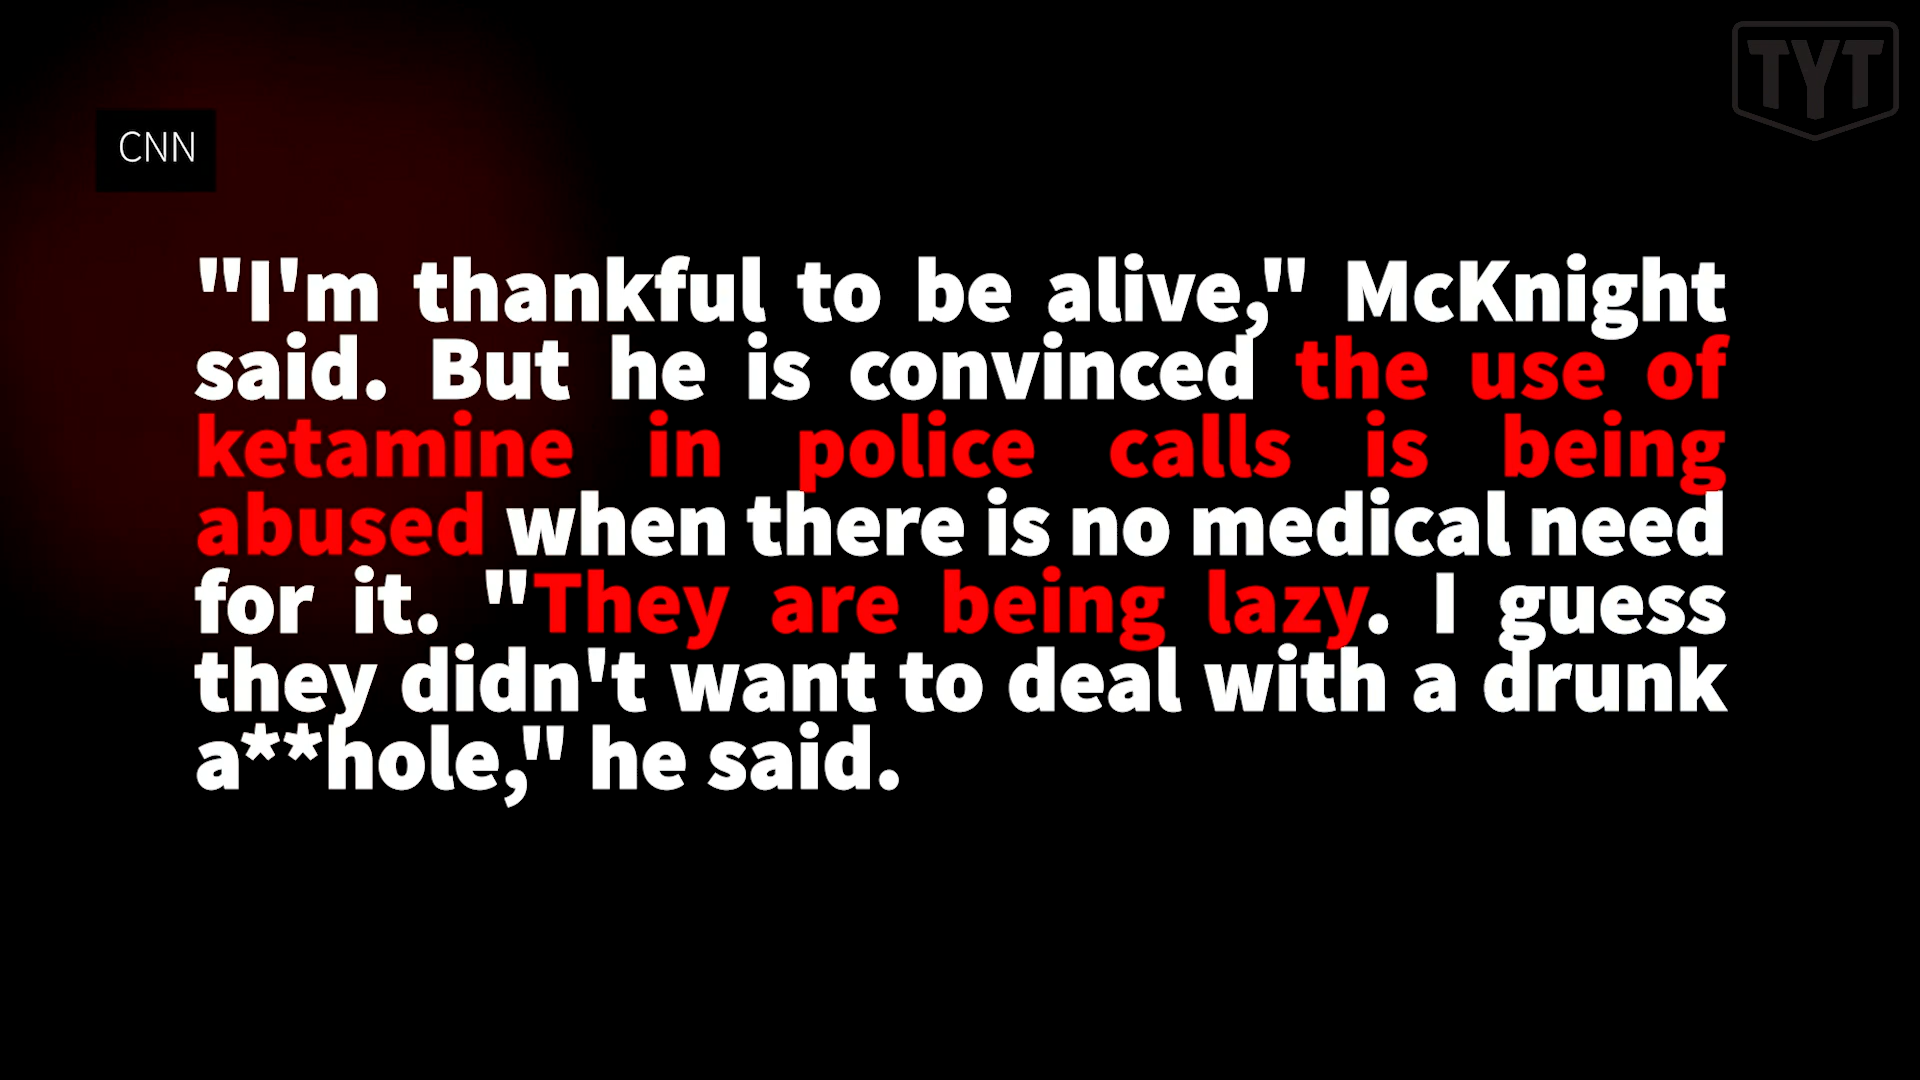 TYT
CNN
"I'm thankful to be alive," McKnight
said. But he is convinced the use of
ketamine in police calls is being
abused when there is no medical need
for it. "They are being lazy. I guess
they didn't want to deal with a drunk
a**hole," he said.